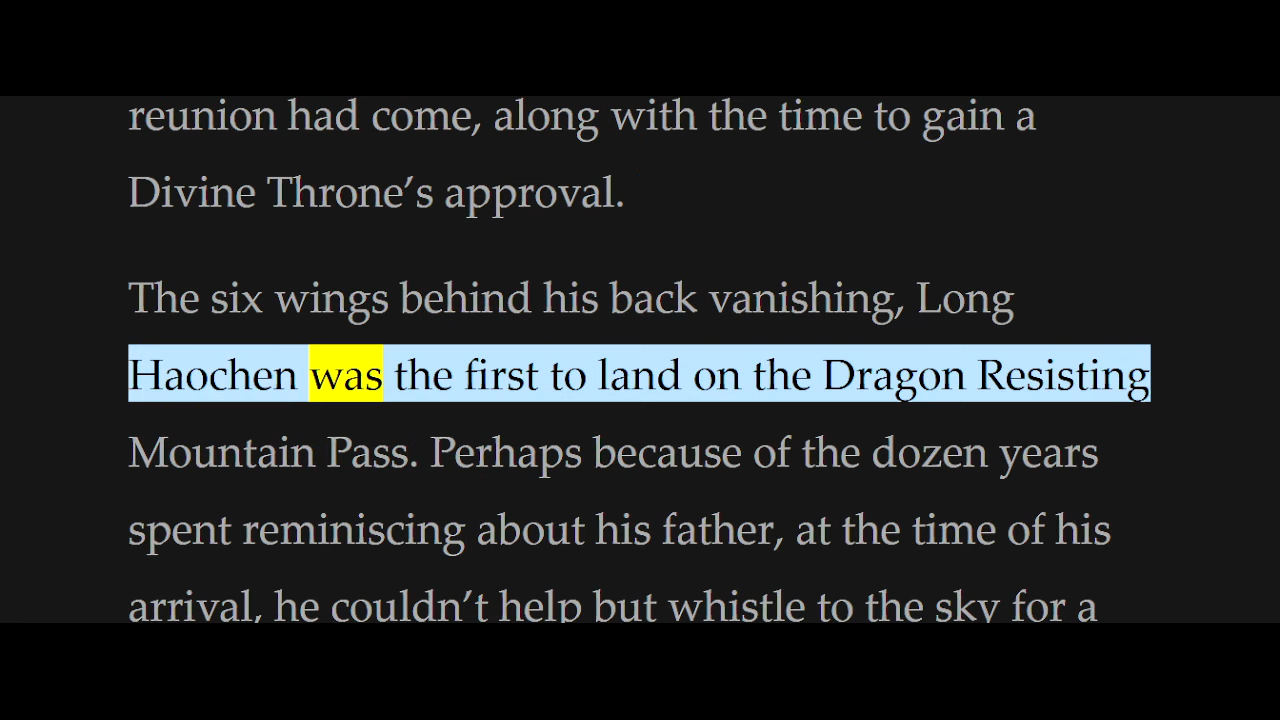 reunion had come, along with the time to gain a
Divine Throne’s approval.
The six wings behind his back vanishing, Long
Haochen was the first to land on the Dragon Resisting
Mountain Pass. Perhaps because of the dozen years
spent reminiscing about his father, at the time of his
arrival, he couldn’t help but whistle to the sky for a